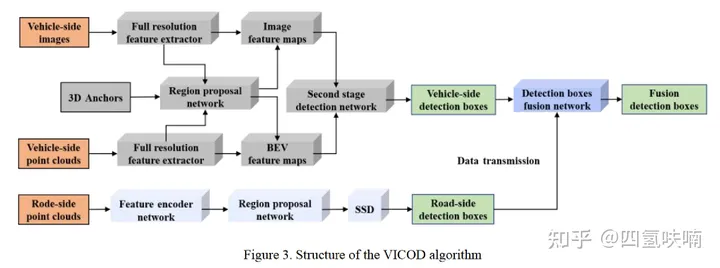 Vehicle-side
images
Full resolution
feature extractor
Image
feature maps
3D Anchors
Region proposal
network
Second stage
detection network
Vehicle-side
detection boxes
Detection boxes
fusion network
Fusion
detection boxes
Vehicle-side
point clouds
Full resolution
feature extractor
BEV
feature maps
Data transmission
Rode-side
point clouds
Feature encoder
network
Region proposal
network
SSD
Road-side
detection boxes
知乎 @四氢呋喃
Figure 3. Structure of the VICOD algorithm